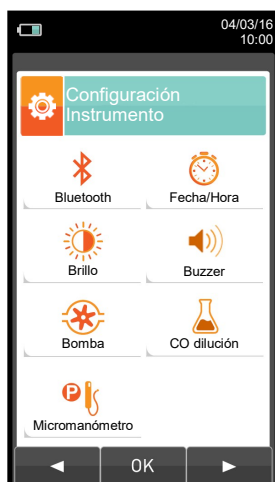 04/03/16
10:00
Configuración
Instrumento
Bluetooth
Fecha/Hora
Brillo
Buzzer
Bomba
CO dilución
P
Micromanómetro
OK